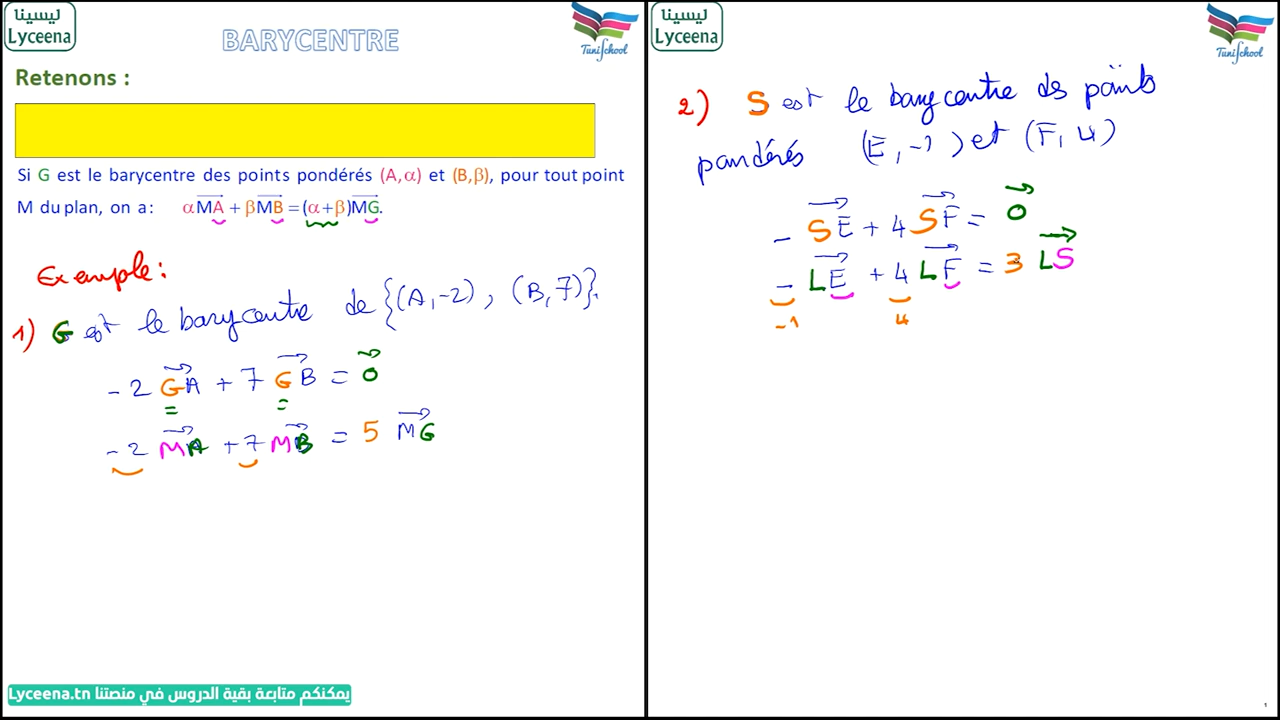 ليسينا
Lyceena
BARYCENTRE
TuniSchool
Retenons :
Si G est le barycentre des points pondérés (A,α) et (B,β), pour tout point
M du plan, on a : αMA + βMB = (α+β)MG.
Exemple :
1) G est le barycentre de {(A,-2), (B,7)}.
-2 GA + 7 GB = 0
-2 MA + 7 MB = 5 MG
يمكنكم متابعة بقية الدروس في منصتنا Lyceena.tn
ليسينا
Lyceena
TuniSchool
2) S est le barycentre des points
pondérés (E,-1) et (F,4)
- SE + 4 SF = 0
- LE + 4 LF = 3 LS
-1 4
1